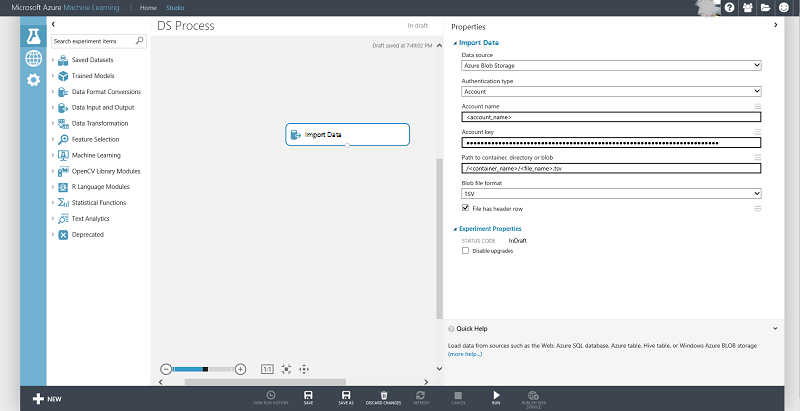 Microsoft Azure Machine Learning Home Studio
Search experiment items
Saved Datasets
Trained Models
Data Format Conversions
Data Input and Output
Data Transformation
Feature Selection
Machine Learning
OpenCV Library Modules
R Language Modules
Statistical Functions
Text Analytics
Deprecated
DS Process
In draft
Draft saved at 7:49:02 PM
Import Data
1:1
Properties
Import Data
Data source
Azure Blob Storage
Authentication type
Account
Account name
<account_name>
Account key
Path to container, directory or blob
/<container_name>/<file_name>.tsv
Blob file format
TSV
File has header row
Experiment Properties
STATUS CODE InDraft
Disable upgrades
Quick Help
Load data from sources such as the Web, Azure SQL database, Azure table, Hive table, or Windows Azure BLOB storage
(more help...)
NEW
VIEW RUN HISTORY
SAVE
SAVE AS
DISCARD CHANGES
REFRESH
CANCEL
RUN
PUBLISH WEB
SERVICE